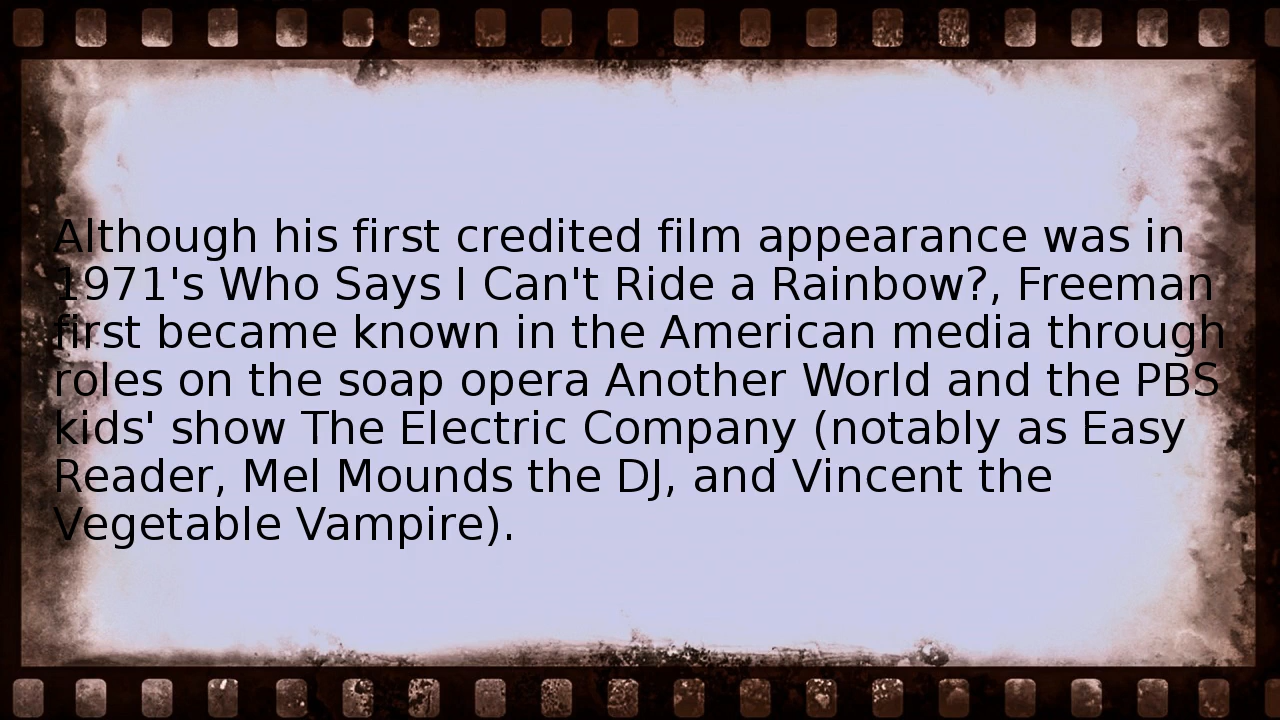 Although his first credited film appearance was in
1971's Who Says I Can't Ride a Rainbow?, Freeman
first became known in the American media through
roles on the soap opera Another World and the PBS
kids' show The Electric Company (notably as Easy
Reader, Mel Mounds the DJ, and Vincent the
Vegetable Vampire).